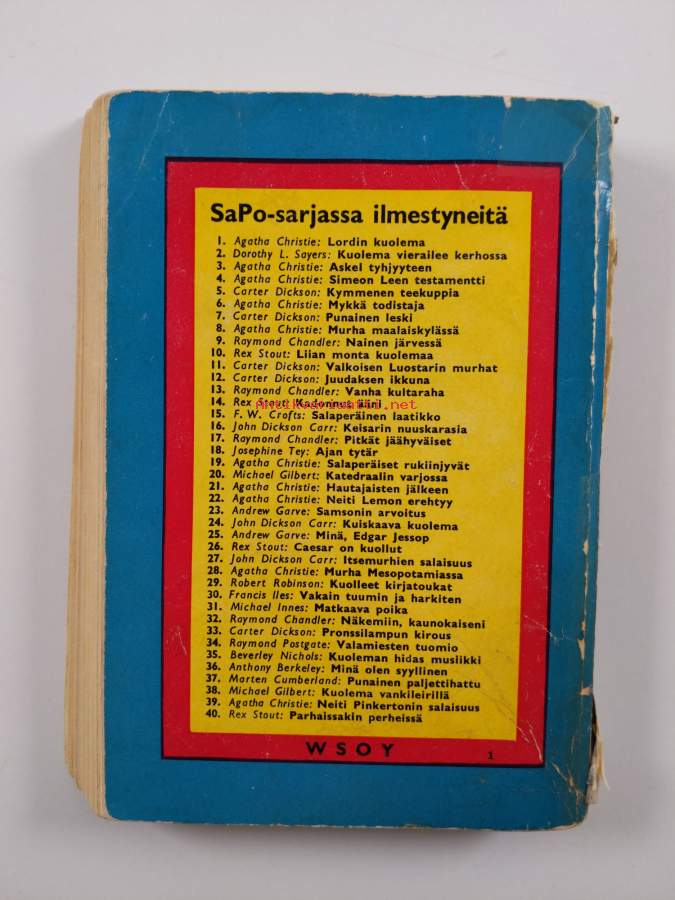 SaPo-sarjassa ilmestyneitä
1. Agatha Christie: Lordin kuolema
2. Dorothy L. Sayers: Kuolema vierailee kerhossa
3. Agatha Christie: Askel tyhjyyteen
4. Agatha Christie: Simeon Leen testamentti
5. Carter Dickson: Kymmenen teekuppia
6. Agatha Christie: Mykkä todistaja
7. Carter Dickson: Punainen leski
8. Agatha Christie: Murha maalaiskylässä
9. Raymond Chandler: Nainen järvessä
10. Rex Stout: Liian monta kuolemaa
11. Carter Dickson: Valkoisen Luostarin murhat
12. Carter Dickson: Juudaksen ikkuna
13. Raymond Chandler: Vanha kultaraha
14. Rex Stout: Kadonnut ääni
Antikvariaatti.net
15. F. W. Crofts: Salaperäinen laatikko
16. John Dickson Carr: Keisarin nuuskarasia
17. Raymond Chandler: Pitkät jäähyväiset
18. Josephine Tey: Ajan tytär
19. Agatha Christie: Salaperäiset rukiinjyvät
20. Michael Gilbert: Katedraalin varjossa
21. Agatha Christie: Hautajaisten jälkeen
22. Agatha Christie: Neiti Lemon erehtyy
23. Andrew Garve: Samsonin arvoitus
24. John Dickson Carr: Kuiskaava kuolema
25. Andrew Garve: Minä, Edgar Jessop
26. Rex Stout: Caesar on kuollut
27. John Dickson Carr: Itsemurhien salaisuus
28. Agatha Christie: Murha Mesopotamiassa
29. Robert Robinson: Kuolleet kirjatoukat
30. Francis Iles: Vakain tuumin ja harkiten
31. Michael Innes: Matkaava poika
32. Raymond Chandler: Näkemiin, kaunokaiseni
33. Carter Dickson: Pronssilampun kirous
34. Raymond Postgate: Valamiesten tuomio
35. Beverley Nichols: Kuoleman hidas musiikki
36. Anthony Berkeley: Minä olen syyllinen
37. Marten Cumberland: Punainen paljettihattu
38. Michael Gilbert: Kuolema vankileirillä
39. Agatha Christie: Neiti Pinkertonin salaisuus
40. Rex Stout: Parhaissakin perheissä
WSOY
1